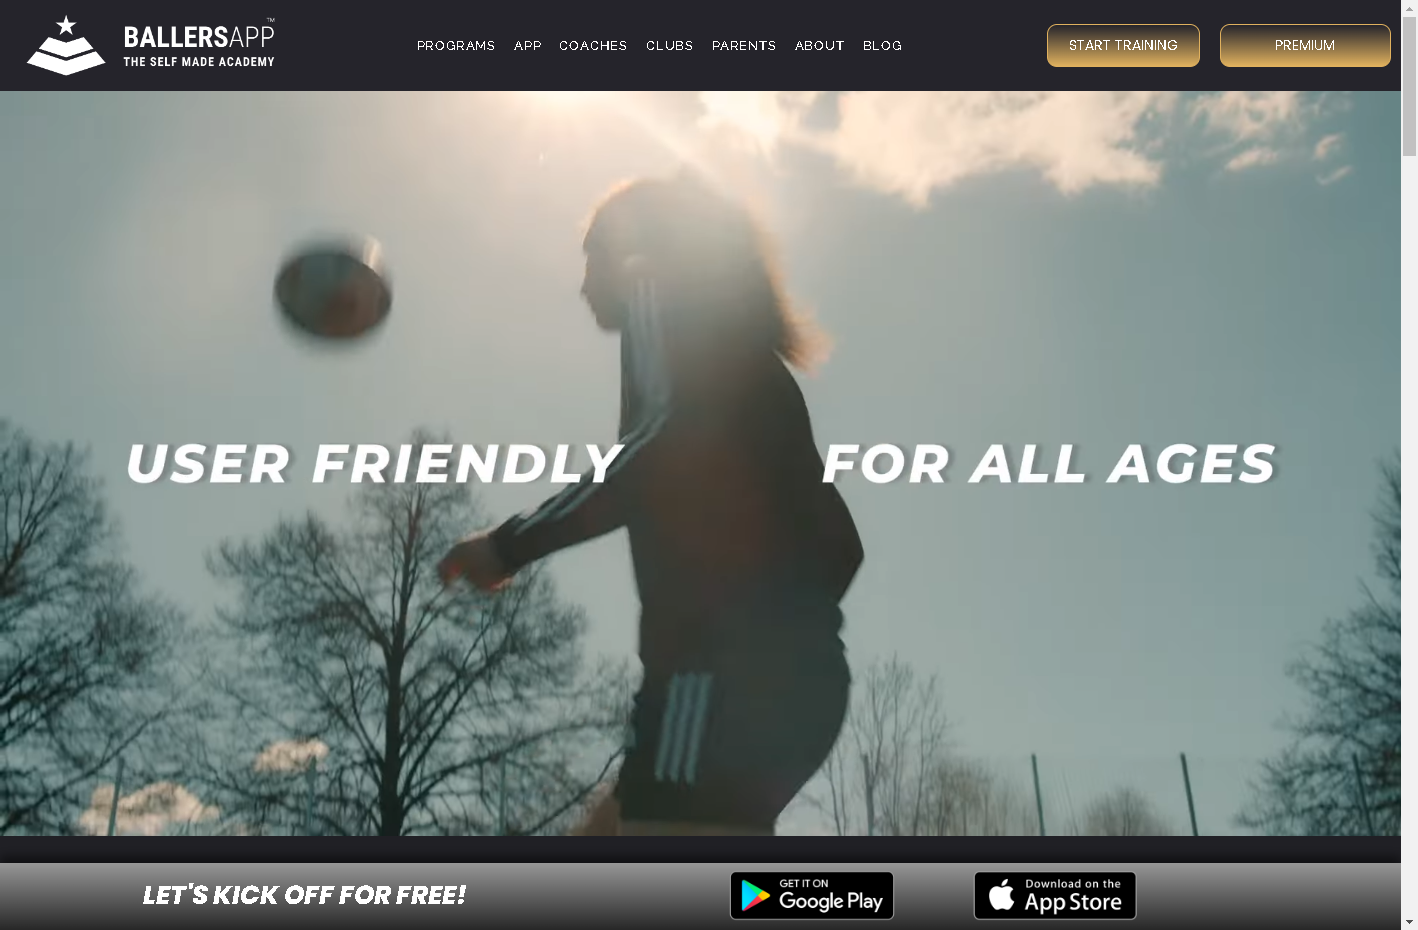 BALLERSAPP™
THE SELF MADE ACADEMY
PROGRAMS APP COACHES CLUBS PARENTS ABOUT BLOG
START TRAINING
PREMIUM
USER FRIENDLY FOR ALL AGES
LET'S KICK OFF FOR FREE!
GET IT ON
Google Play
Download on the
App Store